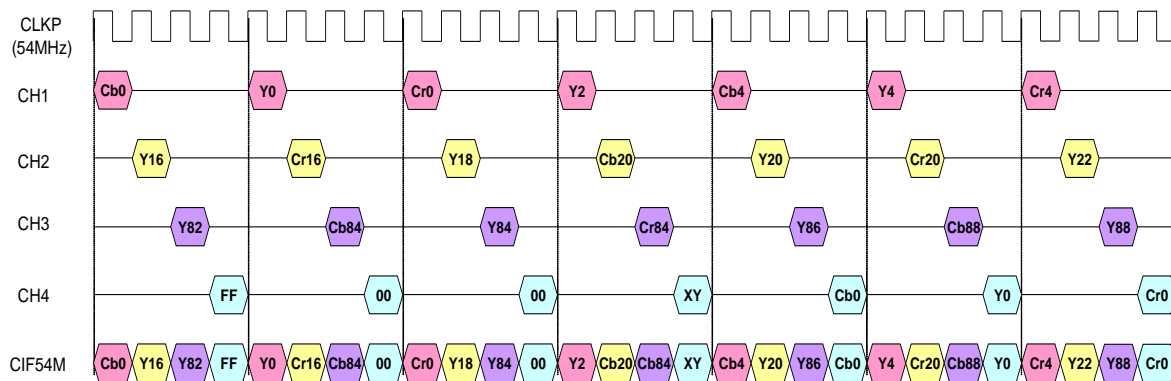 CLKP
(54MHz)
CH1 Cb0 Y0 Cr0 Y2 Cb4 Y4 Cr4
CH2 Y16 Cr16 Y18 Cb20 Y20 Cr20 Y22
CH3 Y82 Cb84 Y84 Cr84 Y86 Cb88 Y88
CH4 FF 00 00 XY Cb0 Y0 Cr0
CIF54M Cb0 Y16 Y82 FF Y0 Cr16 Cb84 00 Cr0 Y18 Y84 00 Y2 Cb20 Cb84 XY Cb4 Y20 Y86 Cb0 Y4 Cr20 Cb88 Y0 Cr4 Y22 Y88 Cr0